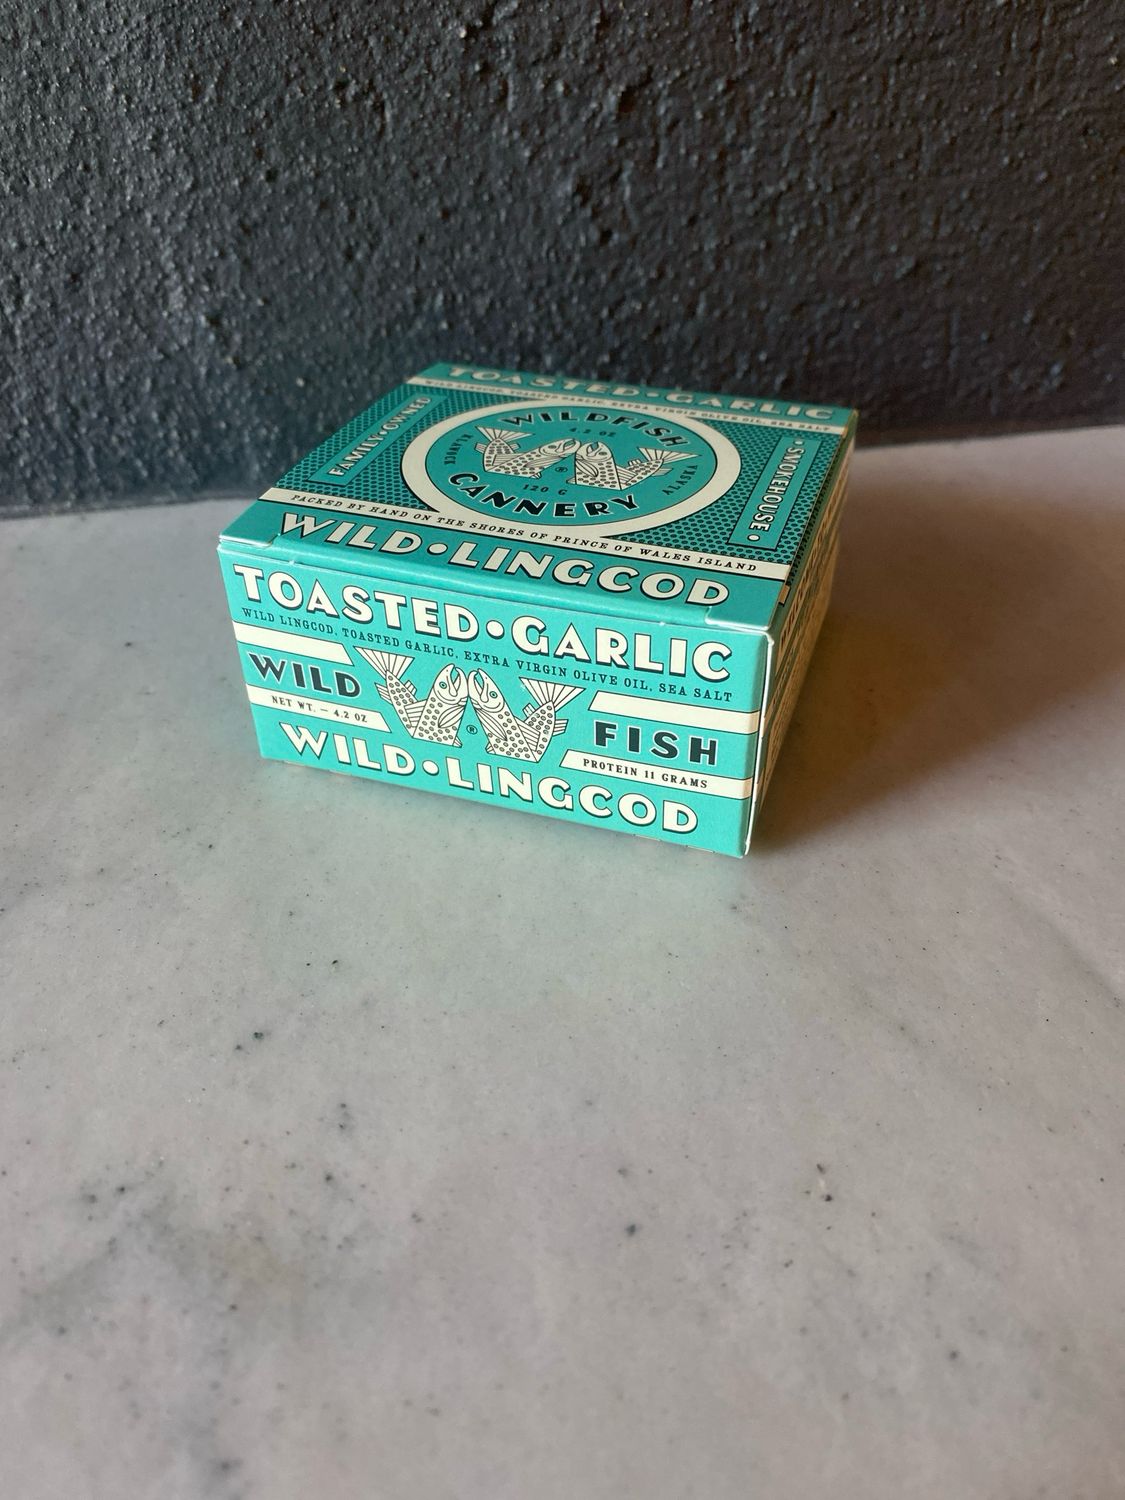 TOASTED • GARLIC
WILD LINGCOD, TOASTED GARLIC, EXTRA VIRGIN OLIVE OIL, SEA SALT
FAMILY • OWNED
WILDFISH
4.2 OZ
KLAWOCK
ALASKA
®
120 G
CANNERY
• SMOKEHOUSE •
PACKED BY HAND ON THE SHORES OF PRINCE OF WALES ISLAND
WILD • LINGCOD
TOASTED • GARLIC
WILD LINGCOD, TOASTED GARLIC, EXTRA VIRGIN OLIVE OIL, SEA SALT
WILD
NET WT. – 4.2 OZ
®
FISH
PROTEIN 11 GRAMS
WILD • LINGCOD